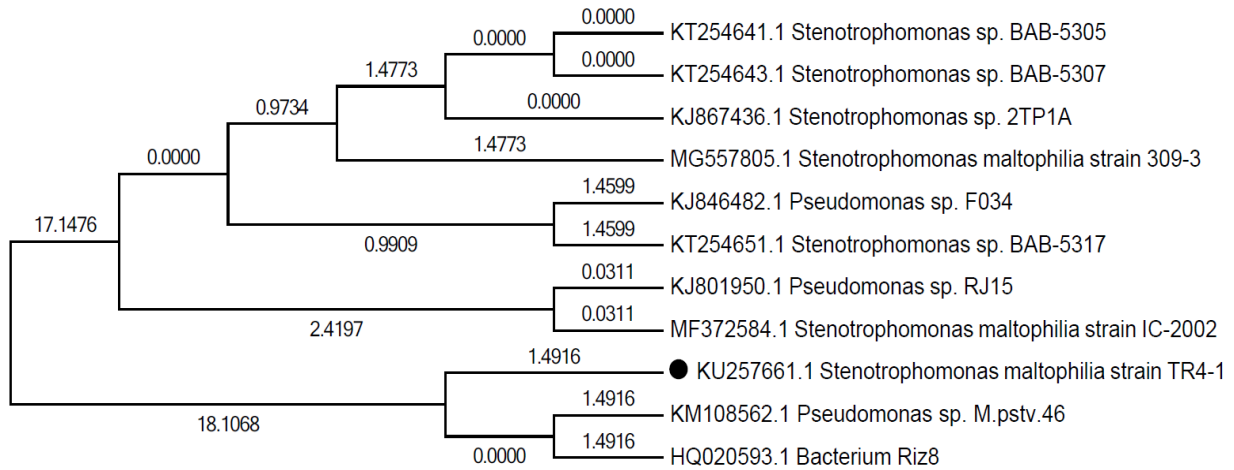 0.0000
KT254641.1 Stenotrophomonas sp. BAB-5305
0.0000
0.0000
KT254643.1 Stenotrophomonas sp. BAB-5307
1.4773
0.0000
KJ867436.1 Stenotrophomonas sp. 2TP1A
0.9734
1.4773
MG557805.1 Stenotrophomonas maltophilia strain 309-3
0.0000
1.4599
KJ846482.1 Pseudomonas sp. F034
17.1476
1.4599
KT254651.1 Stenotrophomonas sp. BAB-5317
0.9909
0.0311
KJ801950.1 Pseudomonas sp. RJ15
0.0311
MF372584.1 Stenotrophomonas maltophilia strain IC-2002
2.4197
1.4916
KU257661.1 Stenotrophomonas maltophilia strain TR4-1
1.4916
KM108562.1 Pseudomonas sp. M.pstv.46
18.1068
1.4916
HQ020593.1 Bacterium Riz8
0.0000